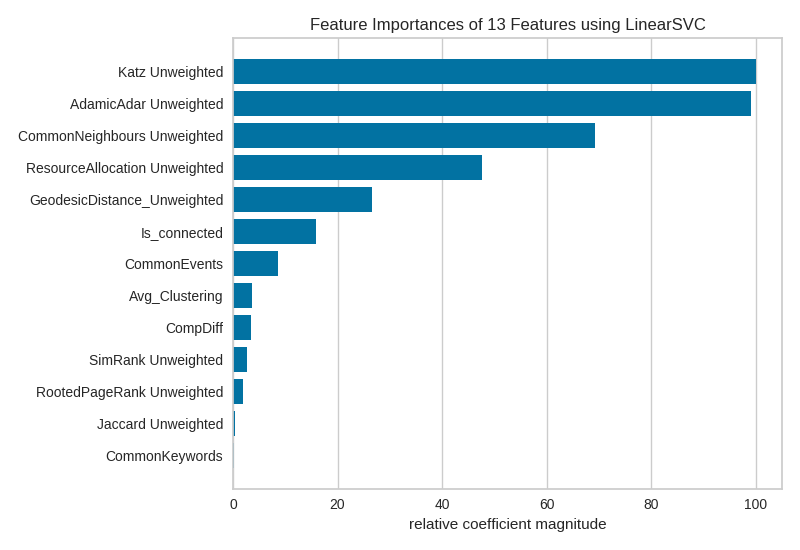 Feature Importances of 13 Features using LinearSVC
Katz Unweighted
AdamicAdar Unweighted
CommonNeighbours Unweighted
ResourceAllocation Unweighted
GeodesicDistance_Unweighted
Is_connected
CommonEvents
Avg_Clustering
CompDiff
SimRank Unweighted
RootedPageRank Unweighted
Jaccard Unweighted
CommonKeywords
0 20 40 60 80 100
relative coefficient magnitude